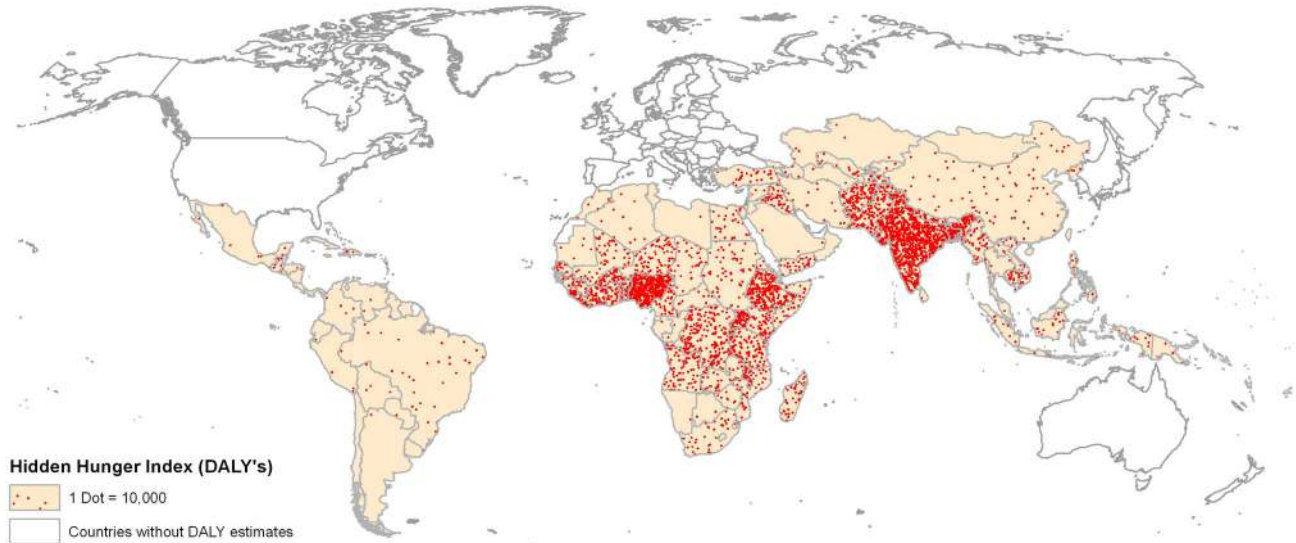 Hidden Hunger Index (DALY's)
1 Dot = 10,000
Countries without DALY estimates